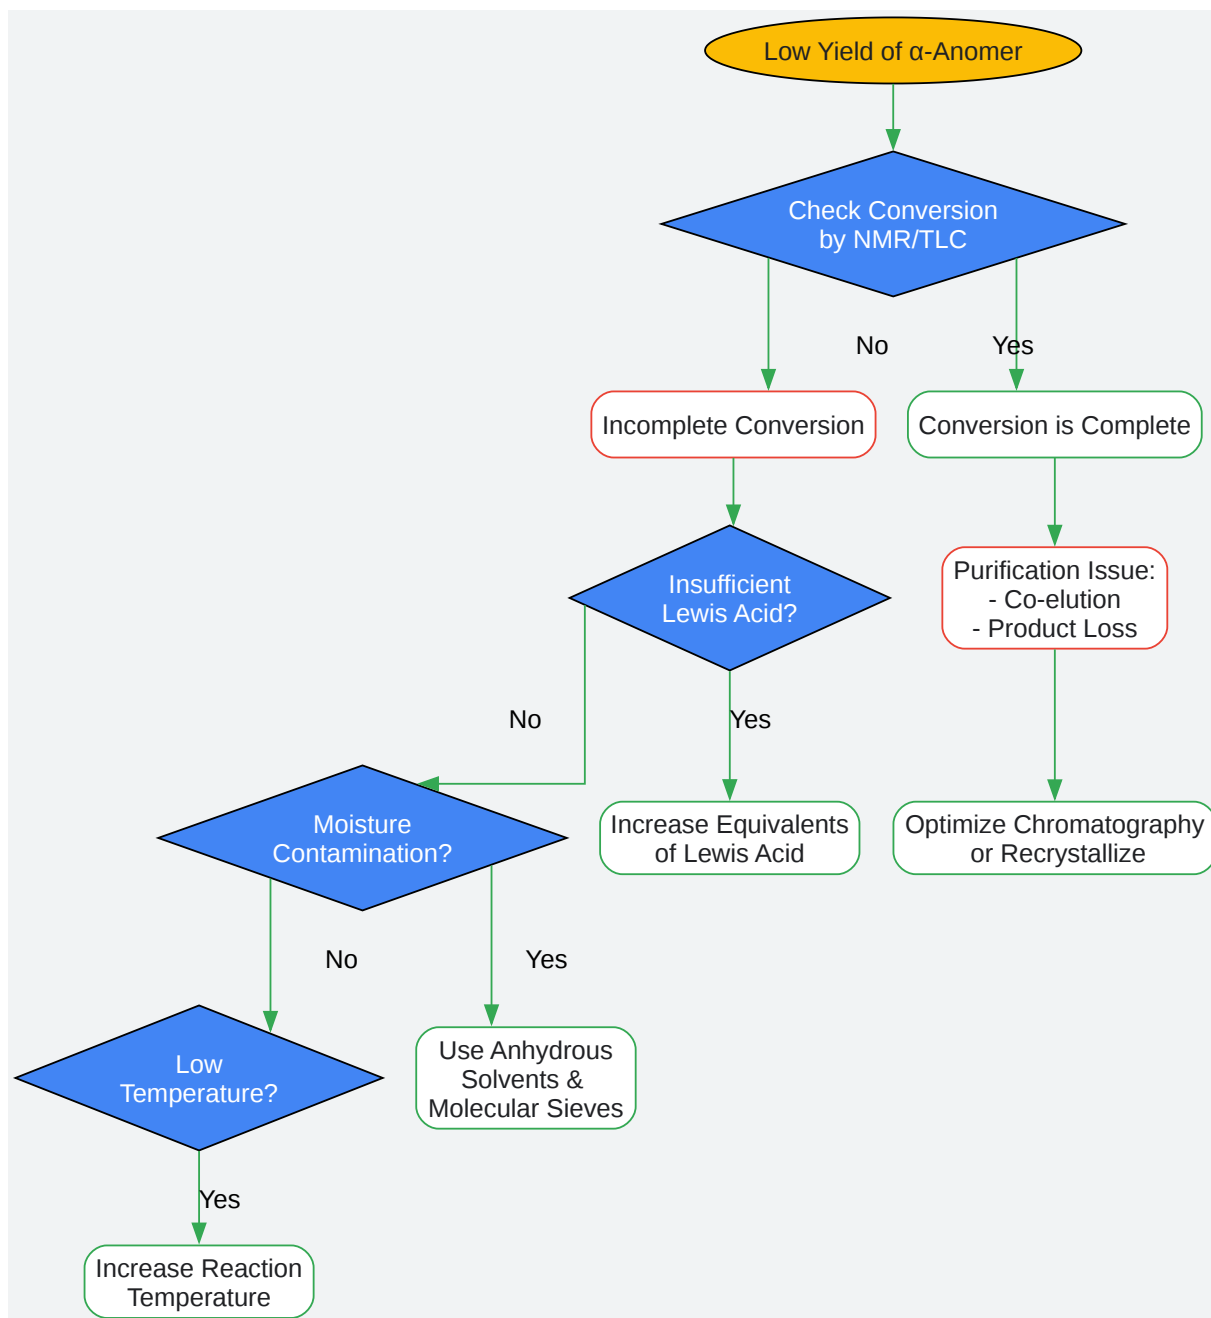 Low Yield of α-Anomer
Check Conversion
by NMR/TLC
No
Yes
Incomplete Conversion
Conversion is Complete
Insufficient
Lewis Acid?
Purification Issue:
- Co-elution
- Product Loss
No
Yes
Moisture
Contamination?
Increase Equivalents
of Lewis Acid
Optimize Chromatography
or Recrystallize
No
Yes
Low
Temperature?
Use Anhydrous
Solvents &
Molecular Sieves
Yes
Increase Reaction
Temperature